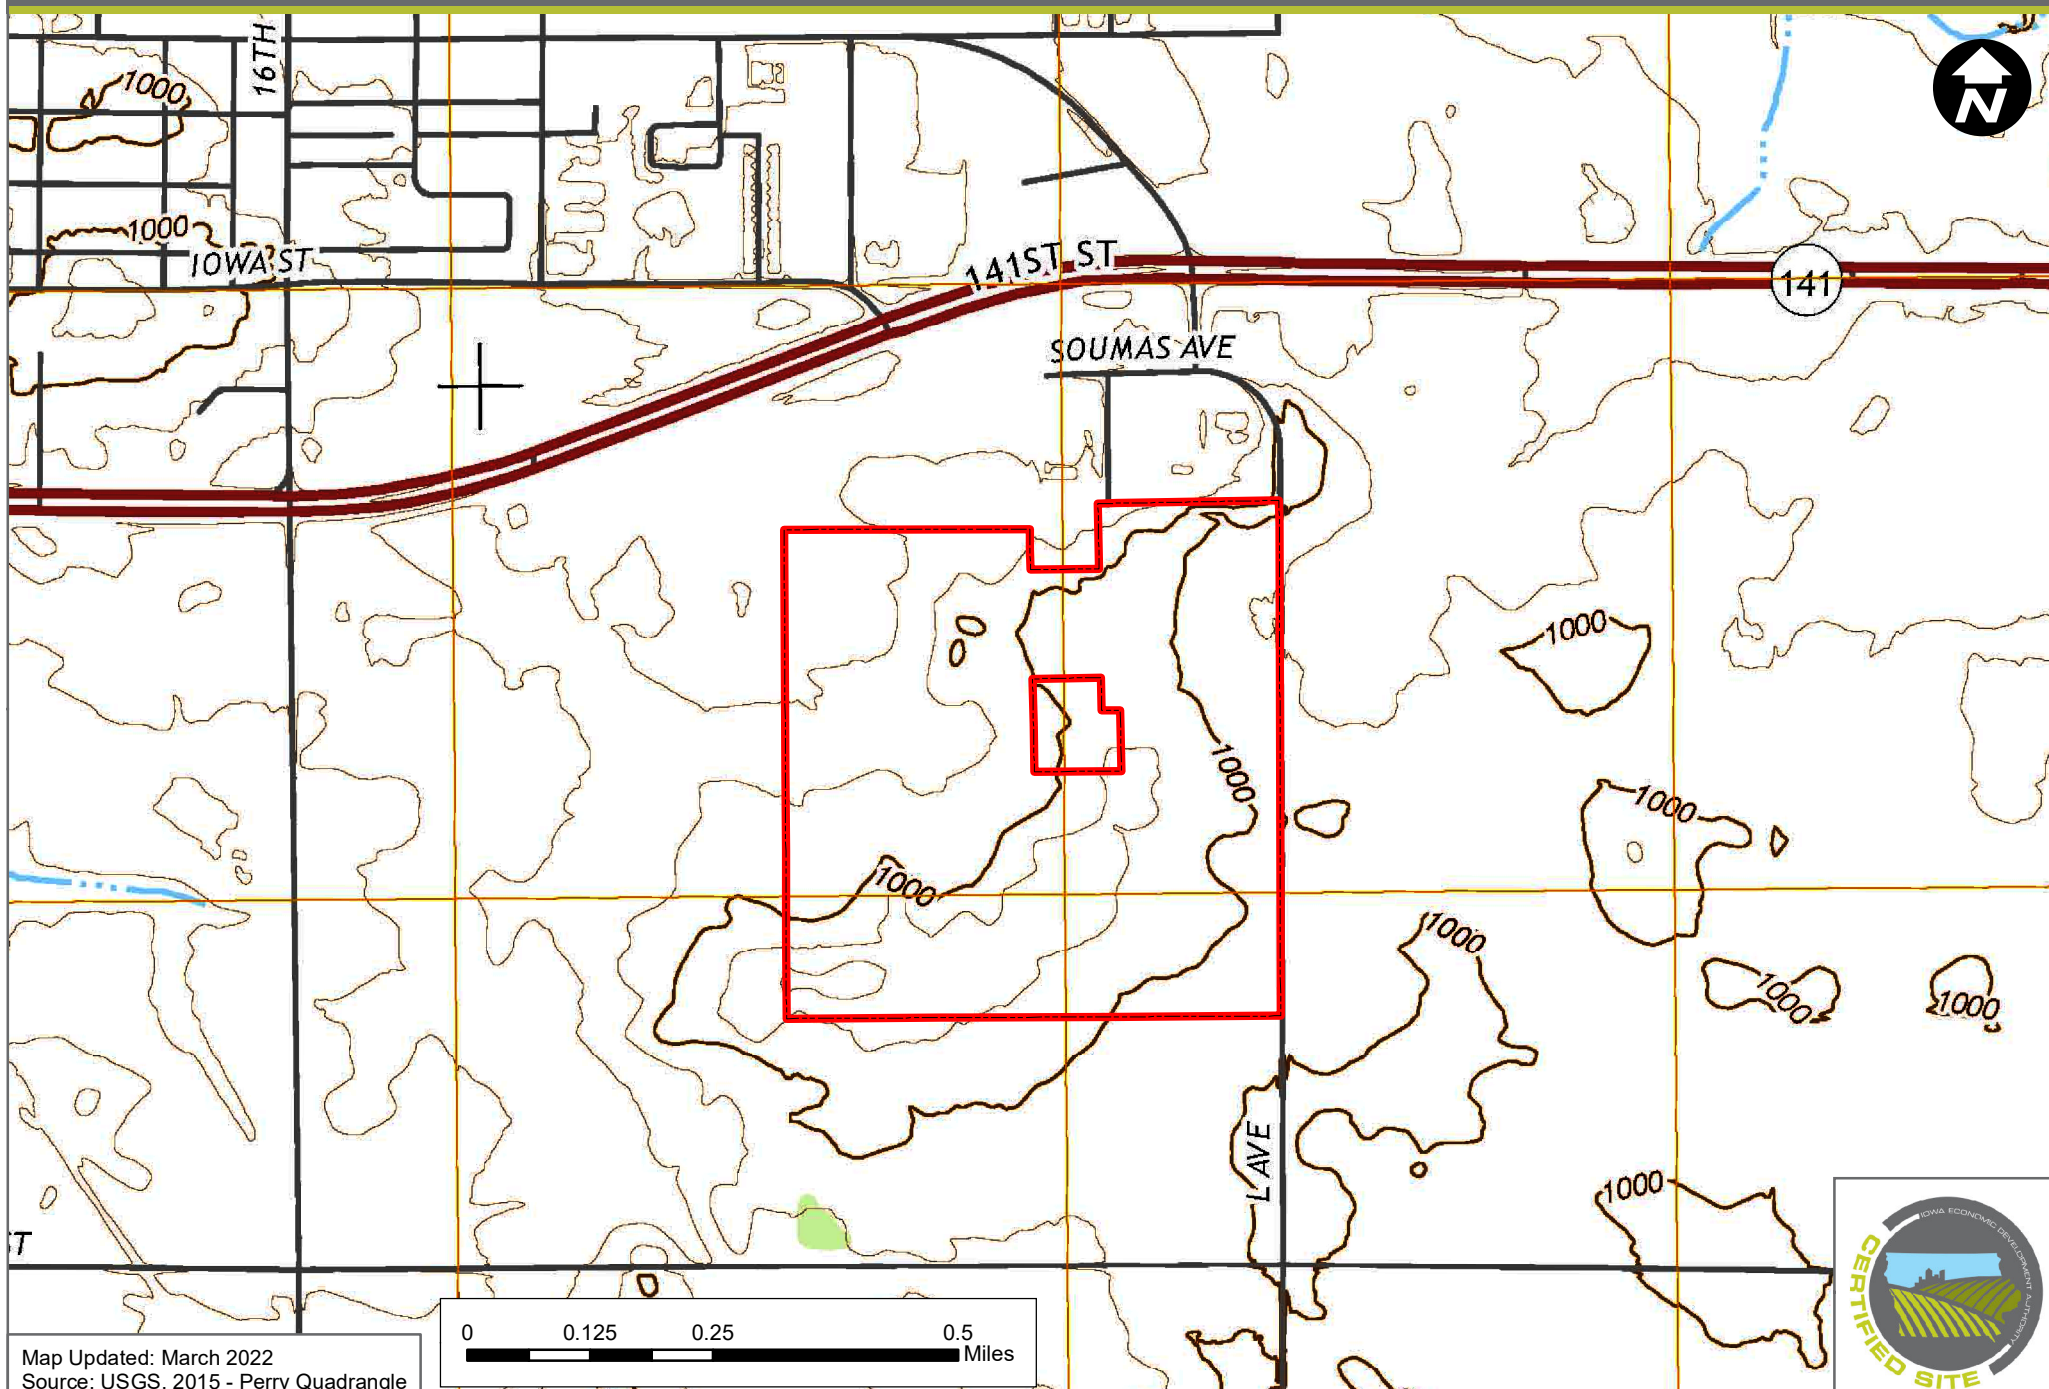 16TH
1000
N
1000
IOWA ST
141ST ST
141
SOUMAS AVE
1000
1000
1000
1000
1000
1000
1000
L AVE
1000
ST
IOWA ECONOMIC DEVELOPMENT AUTHORITY
CERTIFIED SITE
0 0.125 0.25 0.5
Miles
Map Updated: March 2022
Source: USGS, 2015 - Perry Quadrangle